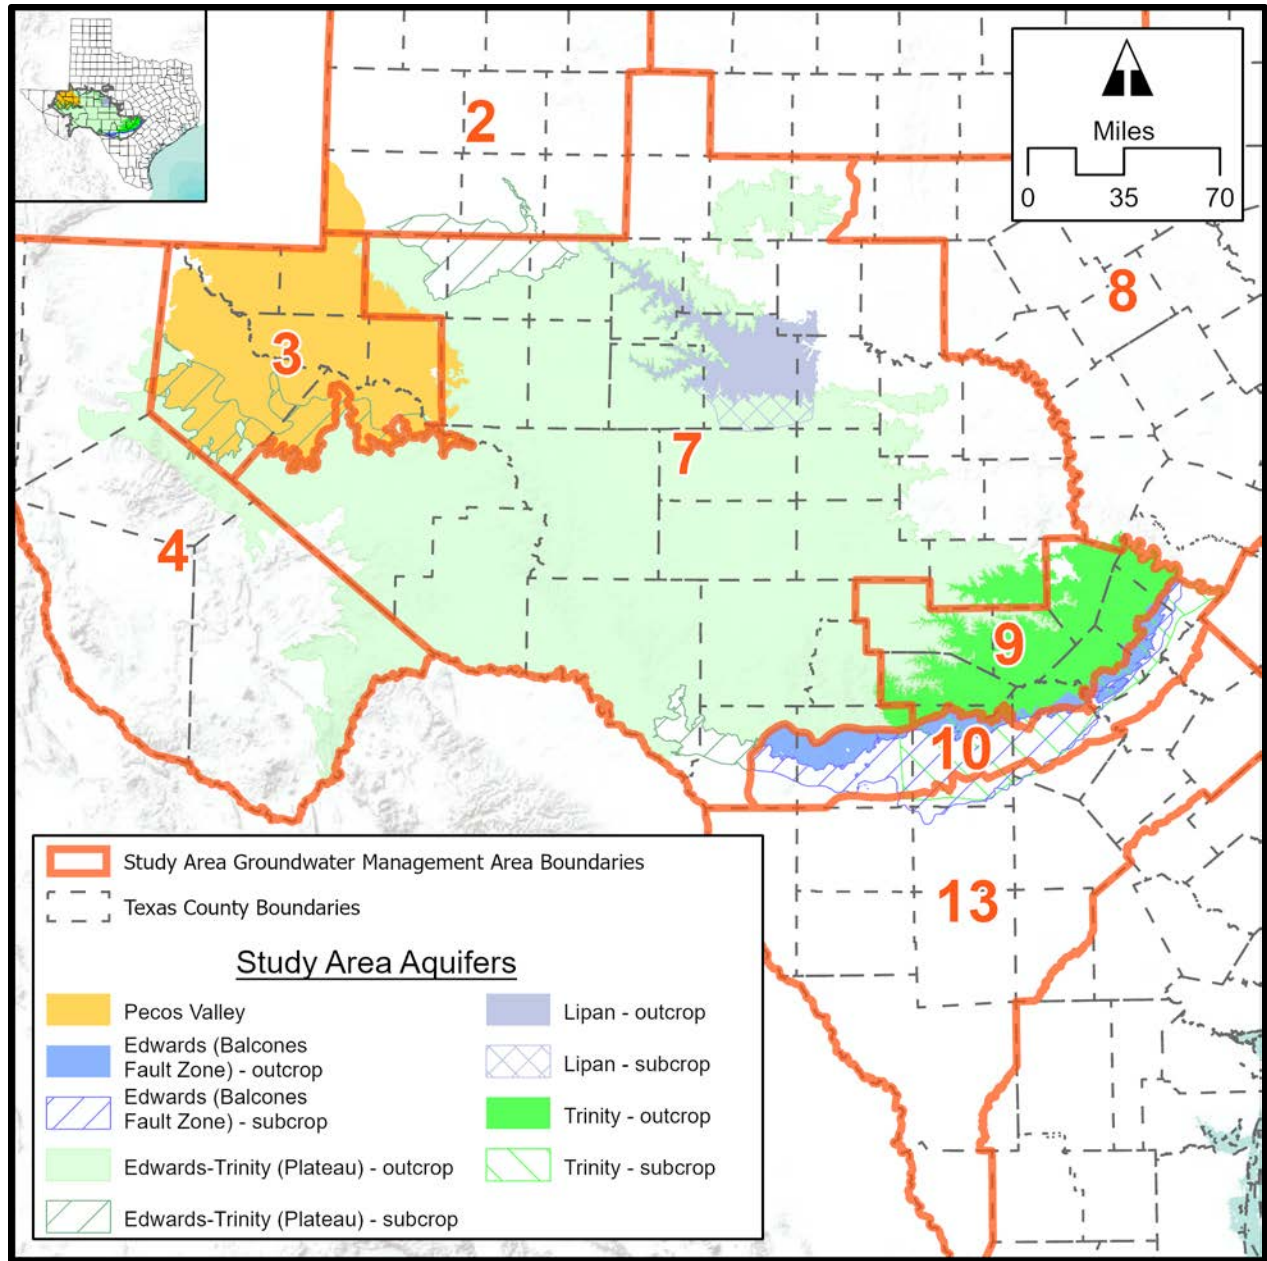 2
Miles
0 35 70
8
3
7
4
9
10
13
Study Area Groundwater Management Area Boundaries
Texas County Boundaries
Study Area Aquifers
Pecos Valley
Edwards (Balcones
Fault Zone) - outcrop
Edwards (Balcones
Fault Zone) - subcrop
Edwards-Trinity (Plateau) - outcrop
Edwards-Trinity (Plateau) - subcrop
Lipan - outcrop
Lipan - subcrop
Trinity - outcrop
Trinity - subcrop